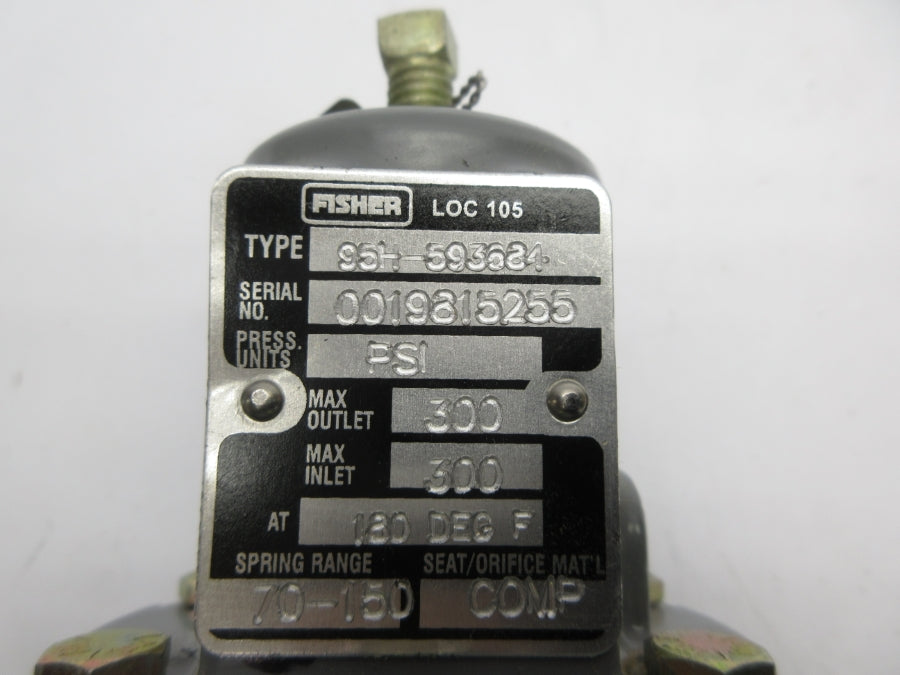 FISHER LOC 105
TYPE 95H-593684
SERIAL NO. 0019815255
PRESS. UNITS PSI
MAX OUTLET 300
MAX INLET 300
AT 180 DEG F
SPRING RANGE SEAT/ORIFICE MAT'L
70-150 COMP